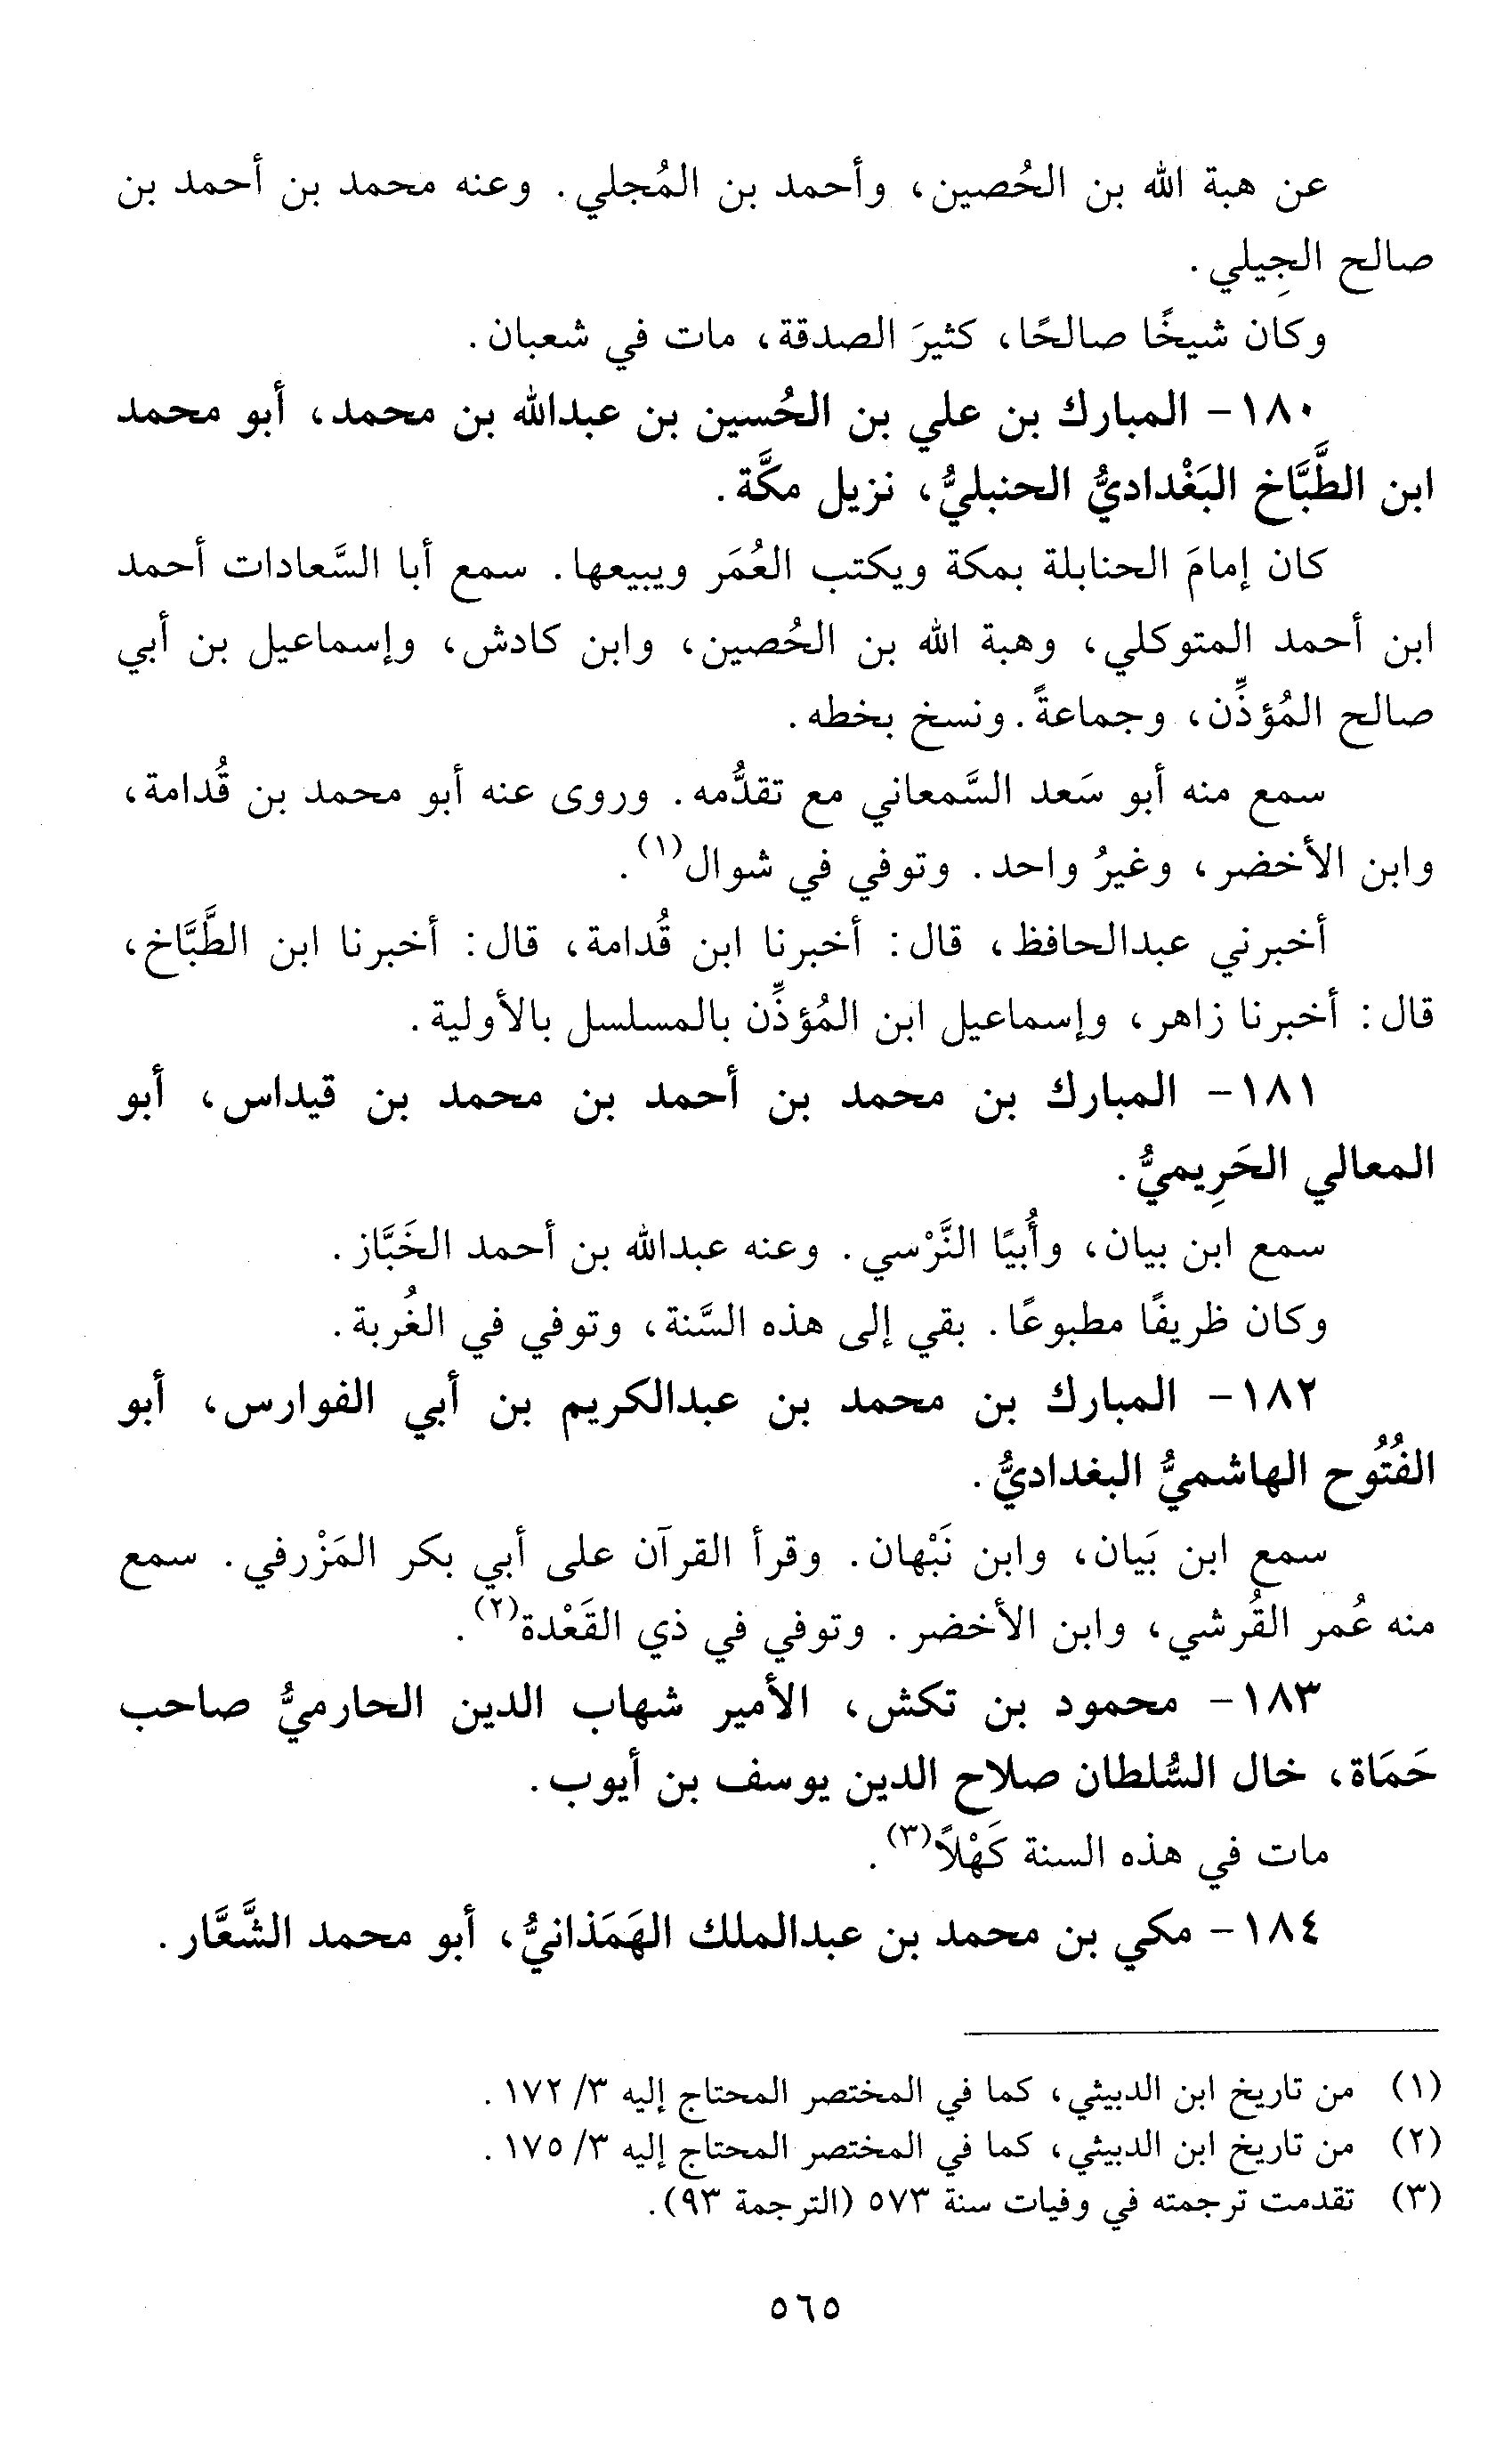 عن هبة الله بن الحُصين، وأحمد بن المُجلي. وعنه محمد بن أحمد بن
صالح الجِيلي.
وكان شيخًا صالحًا، كثيرَ الصدقة، مات في شعبان.
١٨٠- المبارك بن علي بن الحُسين بن عبدالله بن محمد، أبو محمد
ابن الطَّبَّاخ البَغْداديُّ الحنبليُّ، نزيل مكَّة.
كان إمامَ الحنابلة بمكة ويكتب العُمَر ويبيعها. سمع أبا السَّعادات أحمد
ابن أحمد المتوكلي، وهبة الله بن الحُصين، وابن كادش، وإسماعيل بن أبي
صالح المُؤذِّن، وجماعةً. ونسخ بخطه.
سمع منه أبو سَعد السَّمعاني مع تقدُّمه. وروى عنه أبو محمد بن قُدامة،
وابن الأخضر، وغيرُ واحد. وتوفي في شوال(١).
أخبرني عبدالحافظ، قال: أخبرنا ابن قُدامة، قال: أخبرنا ابن الطَّبَّاخ،
قال: أخبرنا زاهر، وإسماعيل ابن المُؤذِّن بالمسلسل بالأولية.
١٨١- المبارك بن محمد بن أحمد بن محمد بن قيداس، أبو
المعالي الحَرِيميُّ.
سمع ابن بيان، وأُبيًا النَّرْسي. وعنه عبدالله بن أحمد الخَبَّاز.
وكان ظريفًا مطبوعًا. بقي إلى هذه السَّنة، وتوفي في الغُربة.
١٨٢- المبارك بن محمد بن عبدالكريم بن أبي الفوارس، أبو
الفُتُوح الهاشميُّ البغداديُّ.
سمع ابن بَيان، وابن نَبْهان. وقرأ القرآن على أبي بكر المَزْرفي. سمع
منه عُمر القُرشي، وابن الأخضر. وتوفي في ذي القَعْدة(٢).
١٨٣- محمود بن تكش، الأمير شهاب الدين الحارميُّ صاحب
حَمَاة، خال السُّلطان صلاح الدين يوسف بن أيوب.
مات في هذه السنة كَهْلاً(٣).
١٨٤- مكي بن محمد بن عبدالملك الهَمَذانيُّ، أبو محمد الشَّعَّار.
(١) من تاريخ ابن الدبيثي، كما في المختصر المحتاج إليه ٣/ ١٧٢.
(٢) من تاريخ ابن الدبيثي، كما في المختصر المحتاج إليه ٣/ ١٧٥.
(٣) تقدمت ترجمته في وفيات سنة ٥٧٣ (الترجمة ٩٣).
٥٦٥